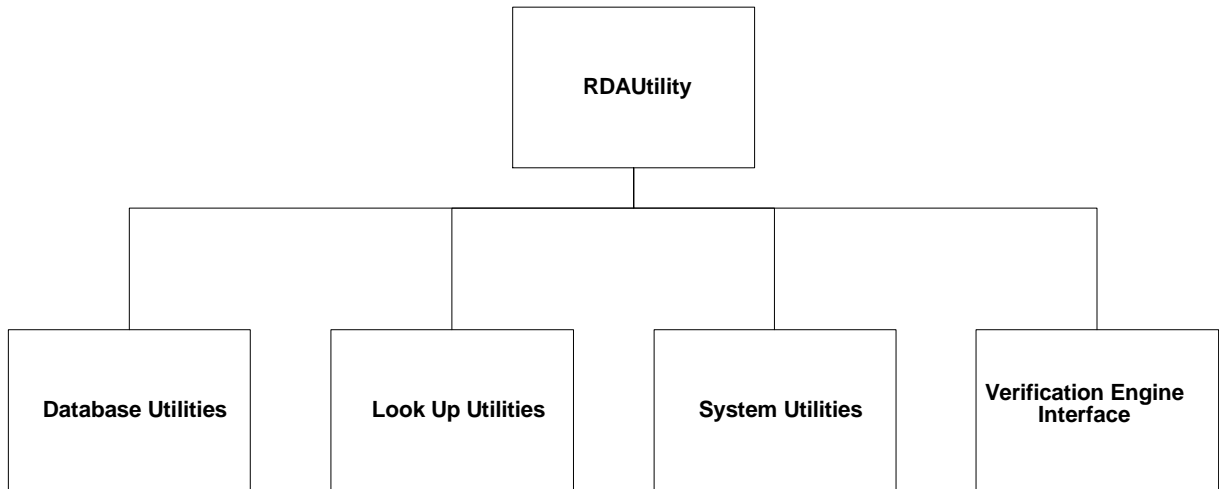 RDAUtility
Database Utilities
Look Up Utilities
System Utilities
Verification Engine
Interface